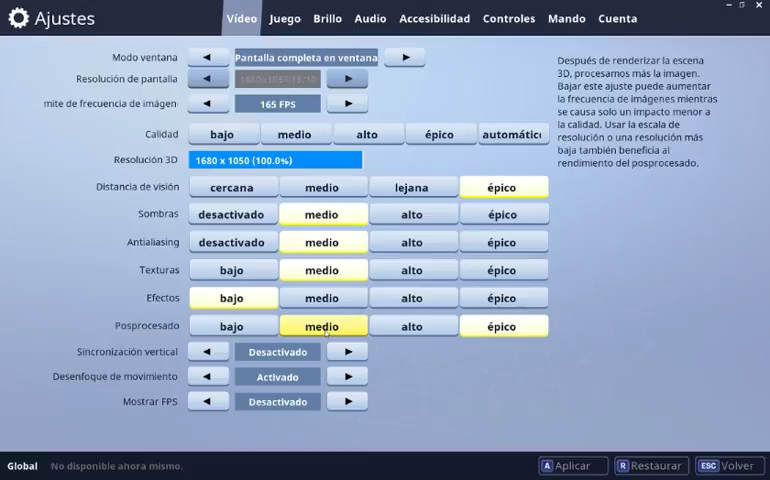 Ajustes
Vídeo Juego Brillo Audio Accesibilidad Controles Mando Cuenta
Modo ventana Pantalla completa en ventana
Resolución de pantalla
mite de frecuencia de imágen 165 FPS
Calidad bajo medio alto épico automátic
Resolución 3D 1680 x 1050 (100.0%)
Distancia de visión cercana medio lejana épico
Sombras desactivado medio alto épico
Antialiasing desactivado medio alto épico
Texturas bajo medio alto épico
Efectos bajo medio alto épico
Posprocesado bajo medio alto épico
Sincronización vertical Desactivado
Desenfoque de movimiento Activado
Mostrar FPS Desactivado
Después de renderizar la escena
3D, procesamos más la imagen.
Bajar este ajuste puede aumentar
la frecuencia de imágenes mientras
se causa solo un impacto menor a
la calidad. Usar la escala de
resolución o una resolución más
baja también beneficia al
rendimiento del posprocesado.
Global No disponible ahora mismo. A Aplicar R Restaurar ESC Volver